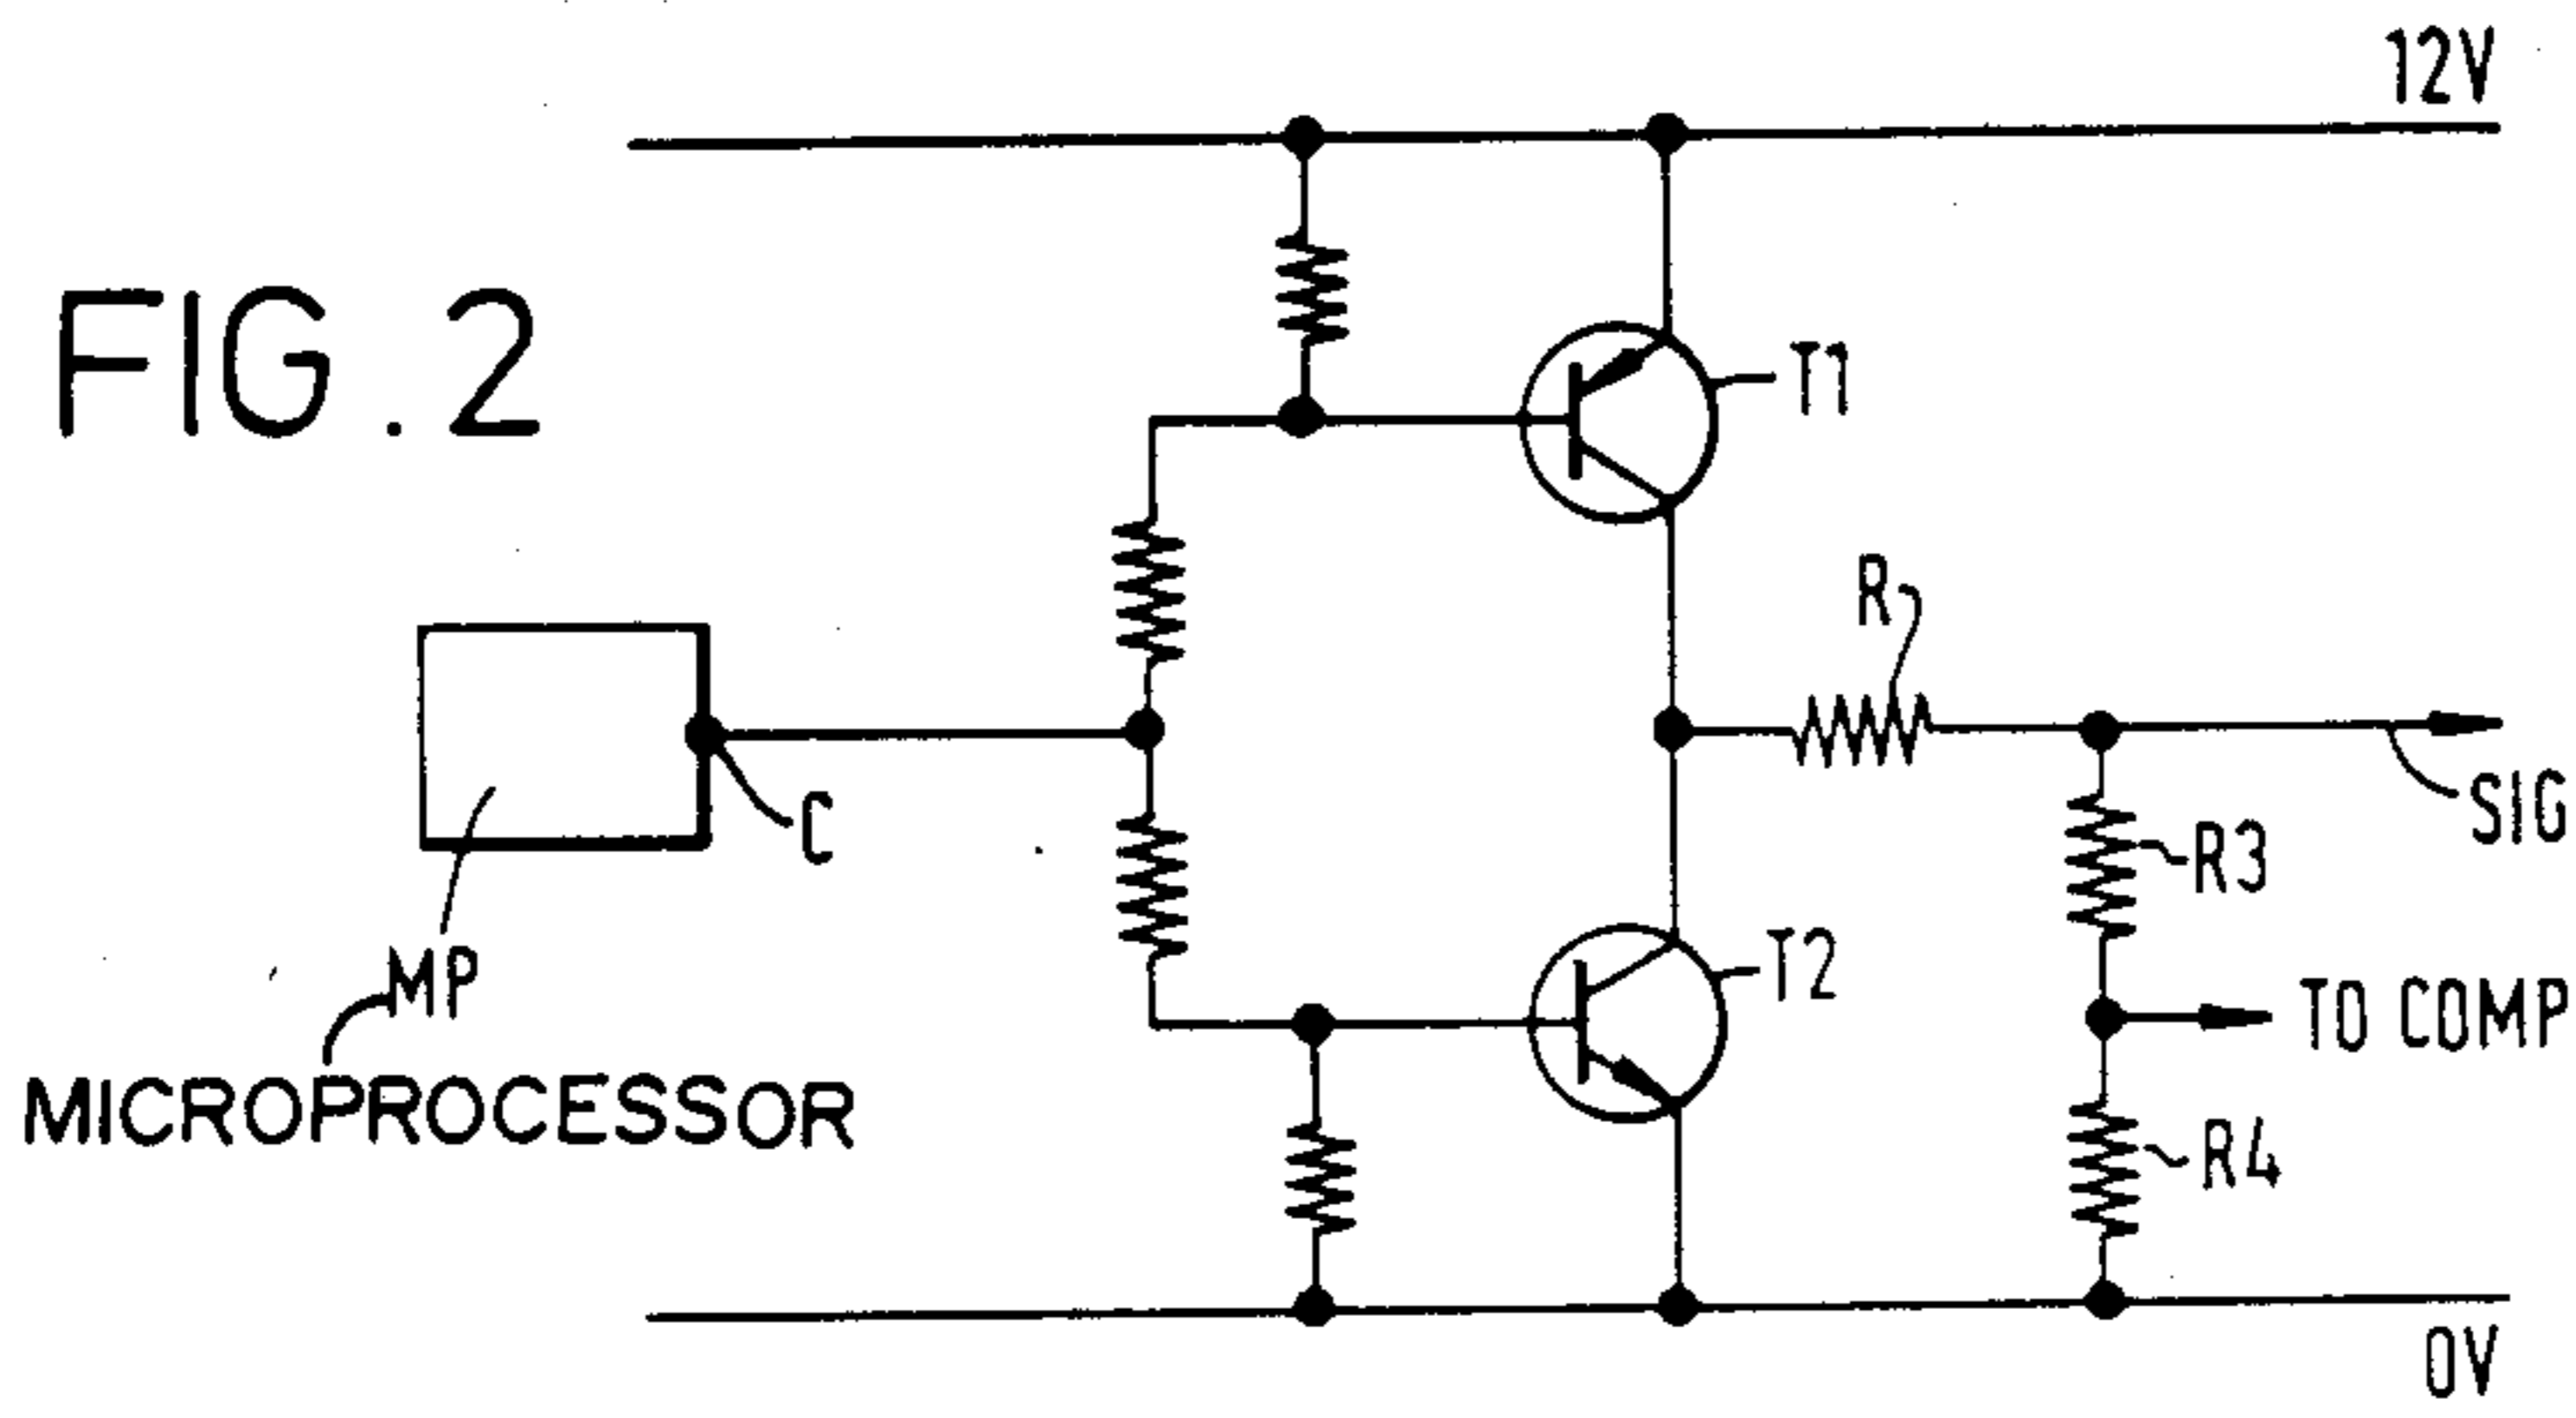 12V
FIG. 2
T1
R
C
SIG
R3
MP
T2
TO COMP
MICROPROCESSOR
R4
0V